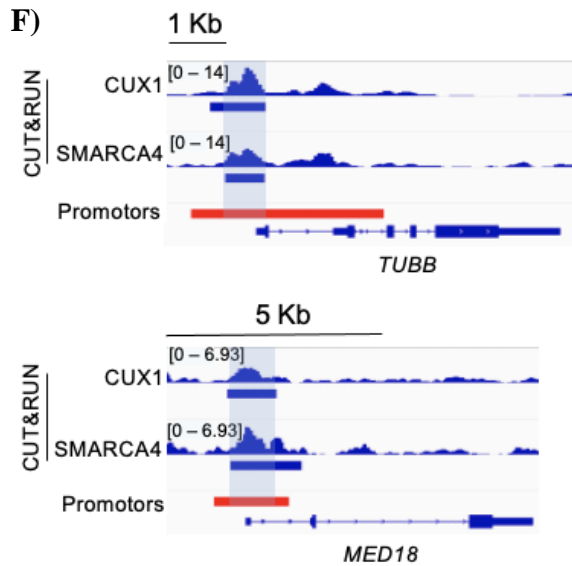 F)
1 Kb
CUT&RUN
[0 – 14]
CUX1
[0 – 14]
SMARCA4
Promotors
TUBB
5 Kb
CUT&RUN
[0 – 6.93]
CUX1
[0 – 6.93]
SMARCA4
Promotors
MED18